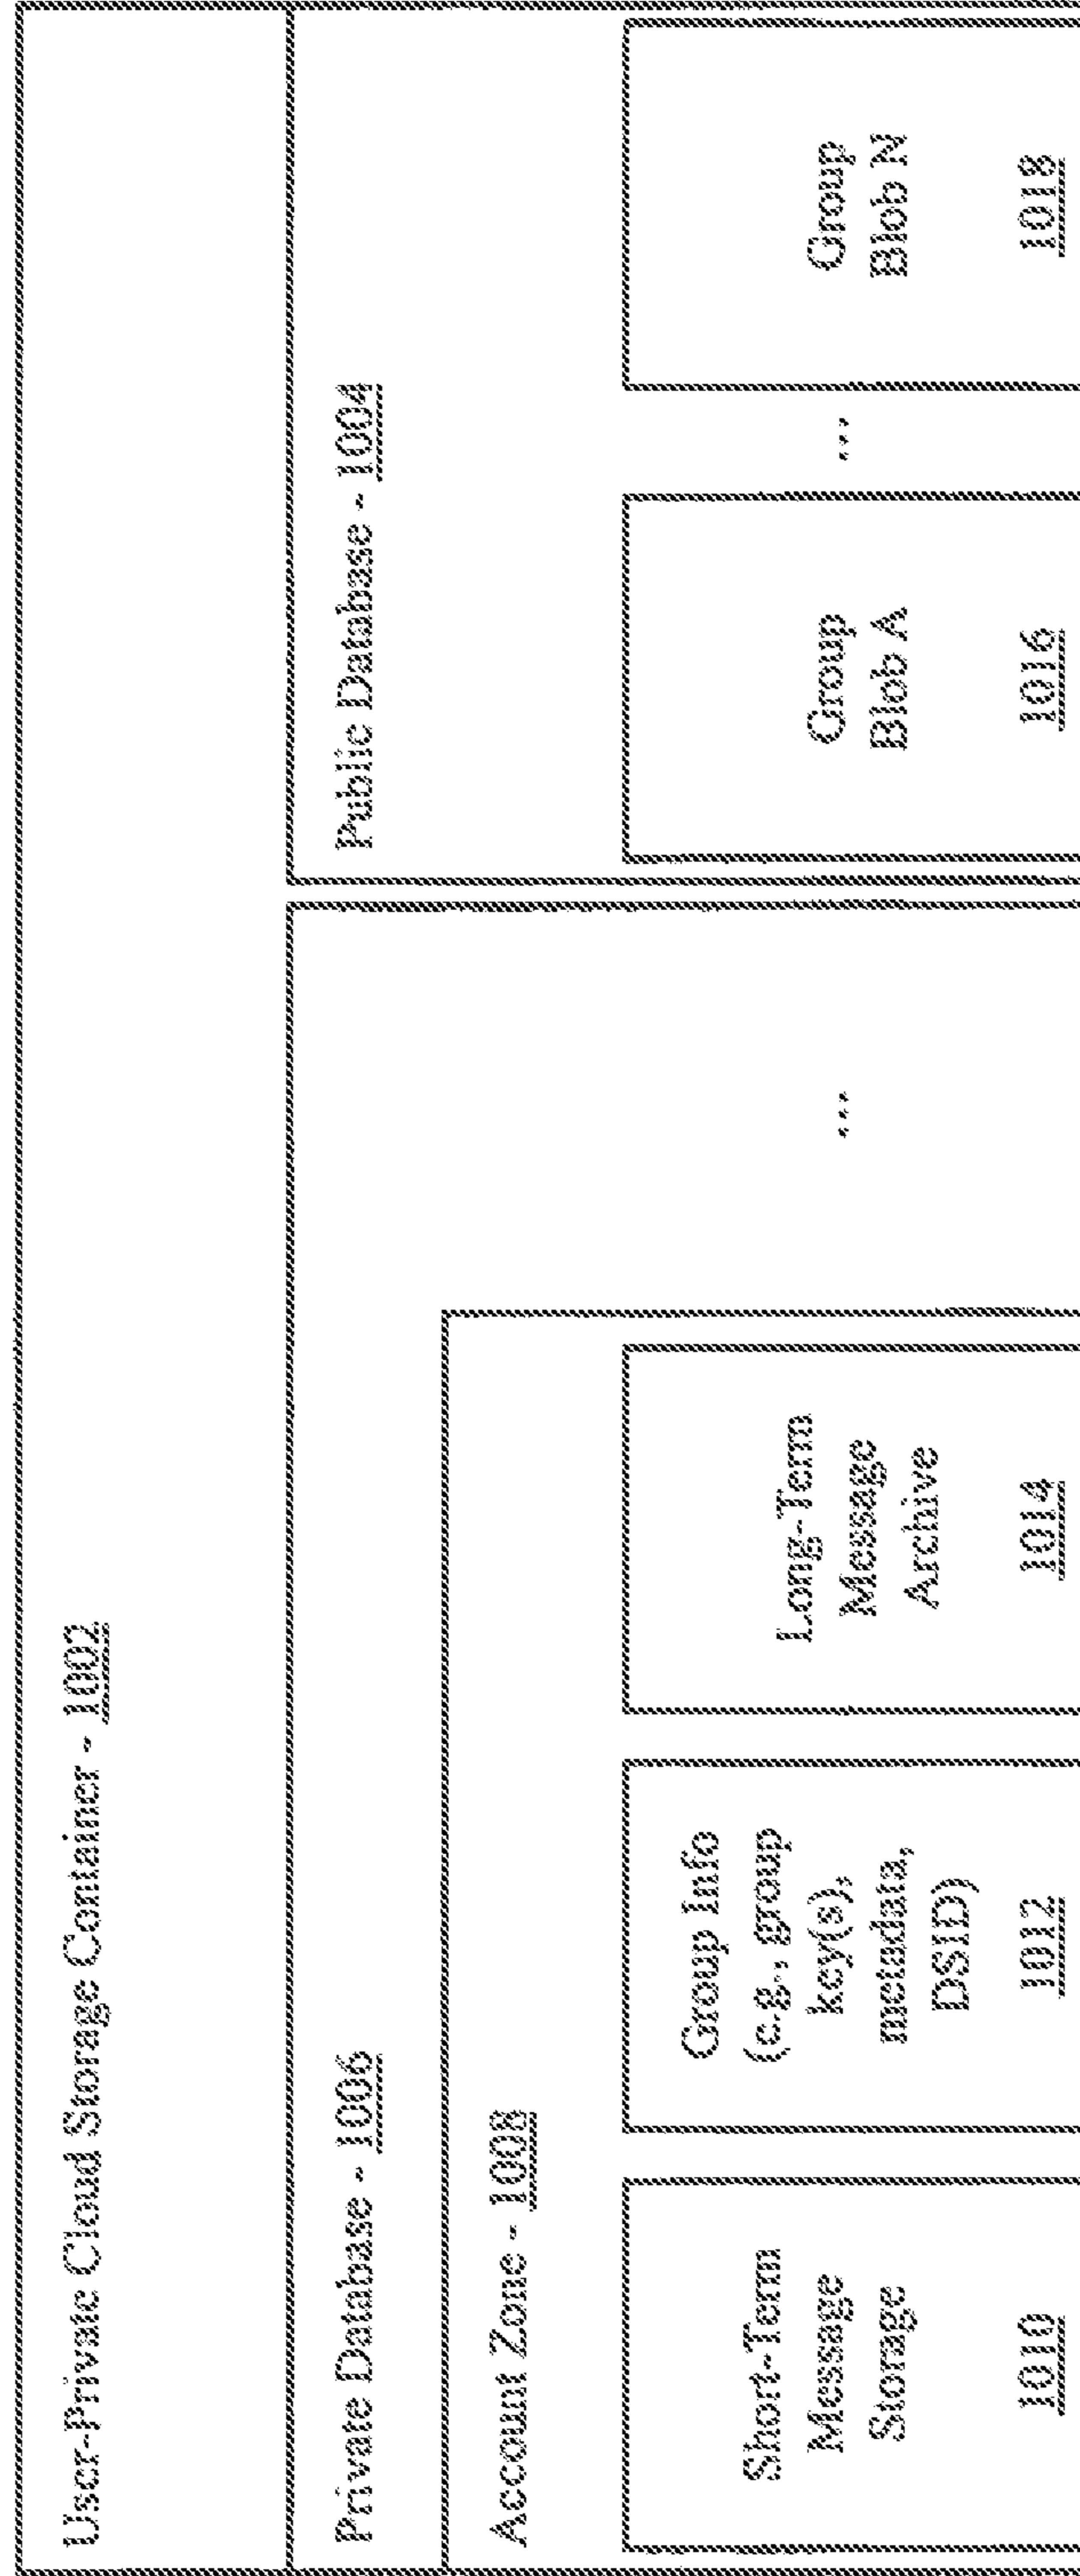 User-Private Cloud Storage Container - 1002
Private Database - 1006
Account Zone - 1008
Short-Term
Message
Storage
1010
Group Info
(e.g., group
key(s),
metadata,
DSID)
1012
Long-Term
Message
Archive
1014
...
Public Database - 1004
Group
Blob A
1016
...
Group
Blob N
1018